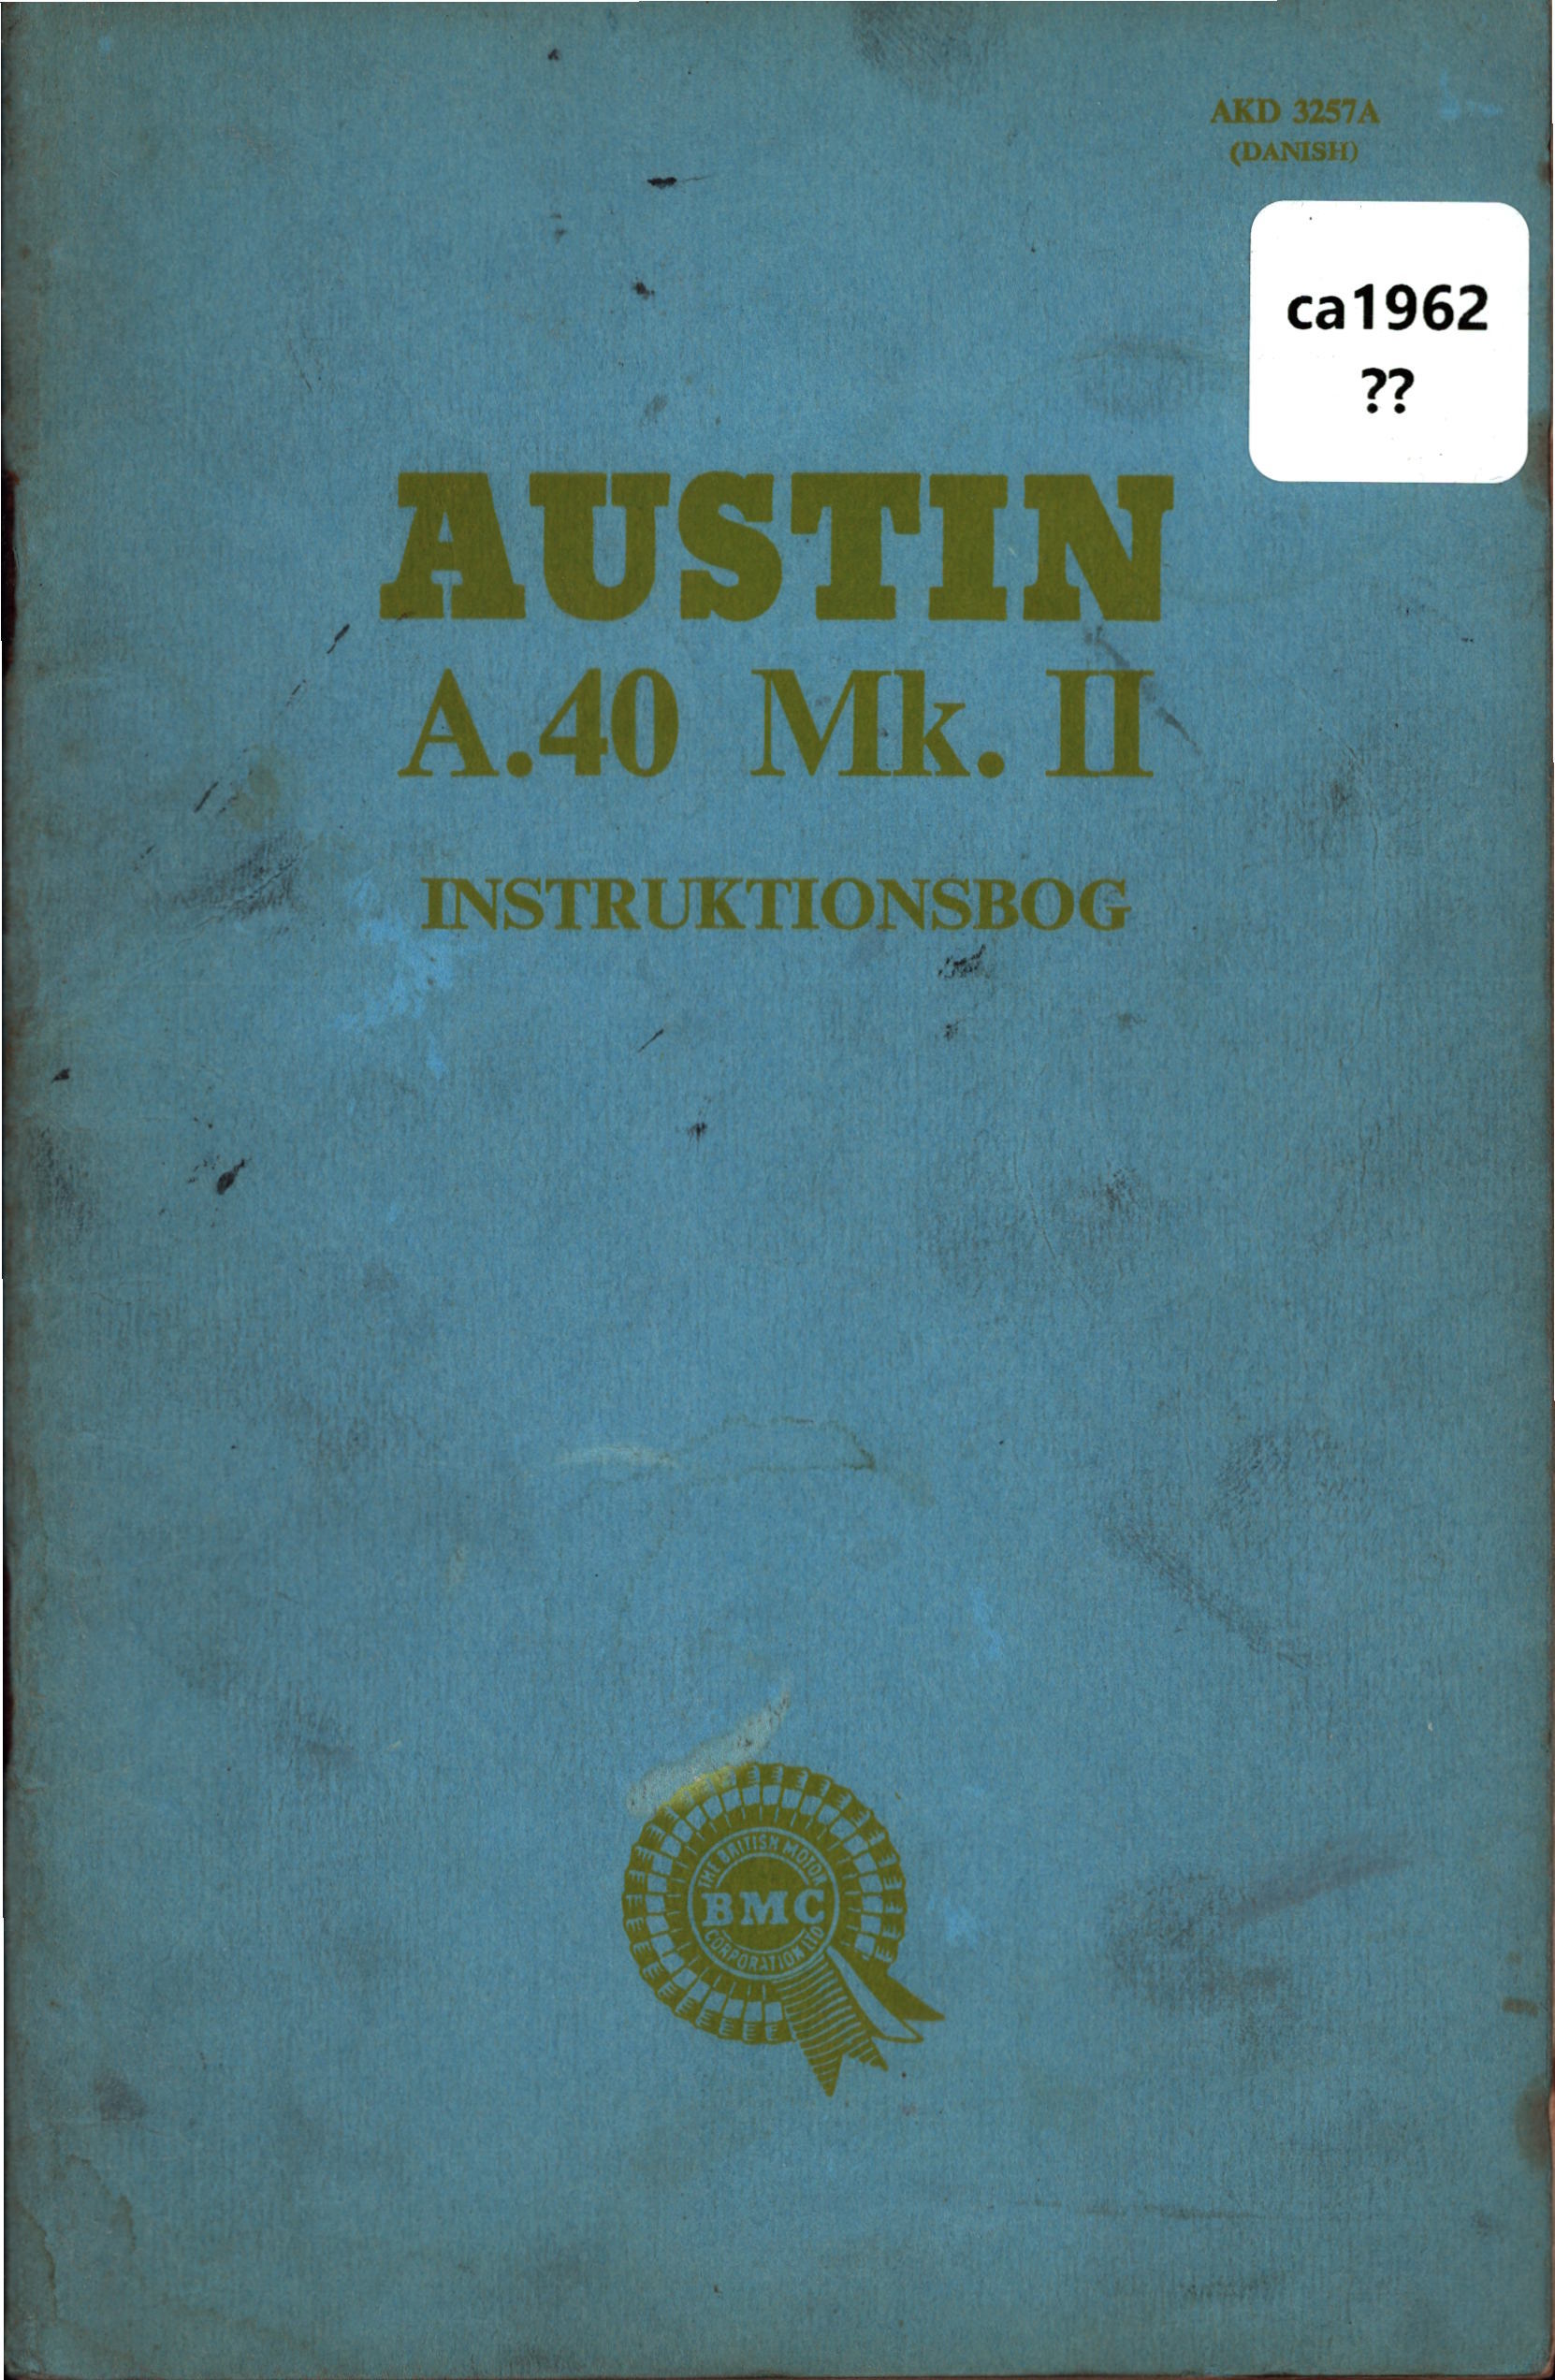 AKD 3257A
(DANISH)
ca1962
??
AUSTIN
A.40 Mk. II
INSTRUKTIONSBOG
THE BRITISH MOTOR
BMC
CORPORATION LTD